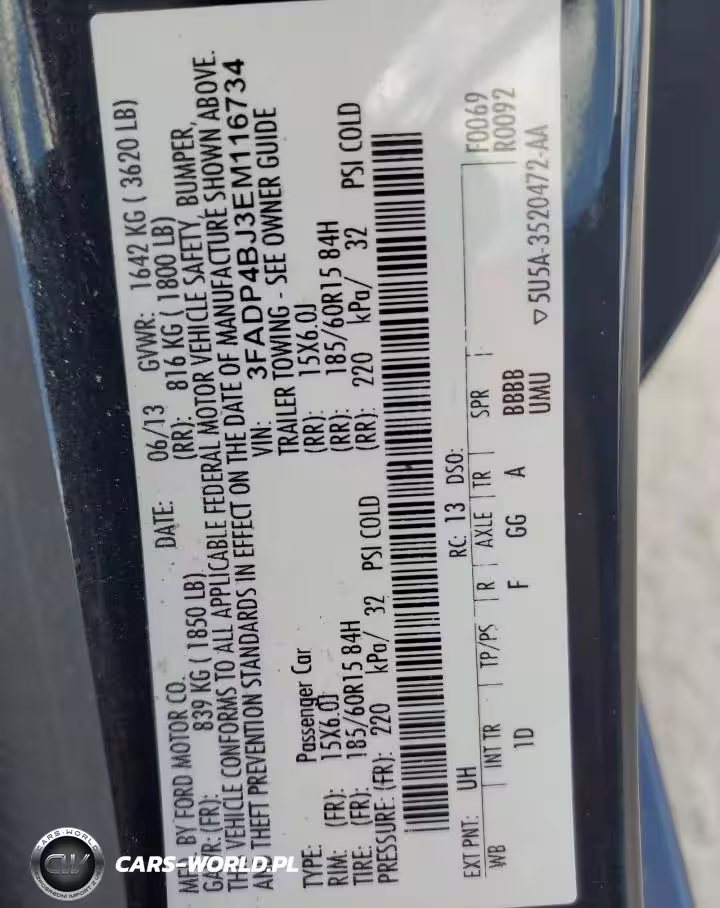 MFD. BY FORD MOTOR CO. DATE: 06/13 GVWR: 1642 KG ( 3620 LB)
GAWR: (FR): 839 KG ( 1850 LB) (RR): 816 KG ( 1800 LB)
THE VEHICLE CONFORMS TO ALL APPLICABLE FEDERAL MOTOR VEHICLE SAFETY, BUMPER,
AND THEFT PREVENTION STANDARDS IN EFFECT ON THE DATE OF MANUFACTURE SHOWN ABOVE.
VIN: 3FADP4BJ3EM116734
TYPE: Passenger Car TRAILER TOWING - SEE OWNER GUIDE
RIM: (FR): 15X6.0J (RR): 15X6.0J
TIRE: (FR): 185/60R15 84H (RR): 185/60R15 84H
PRESSURE: (FR): 220 kPa/ 32 PSI COLD (RR): 220 kPa/ 32 PSI COLD
EXT PNT: UH RC: 13 DSO: F0069
WB INT TR TP/PS R AXLE TR SPR R0092
1D F GG A BBBB
UMU
▽ 5U5A-3520472-AA
CARS-WORLD
CW
CARS-WORLD.PL